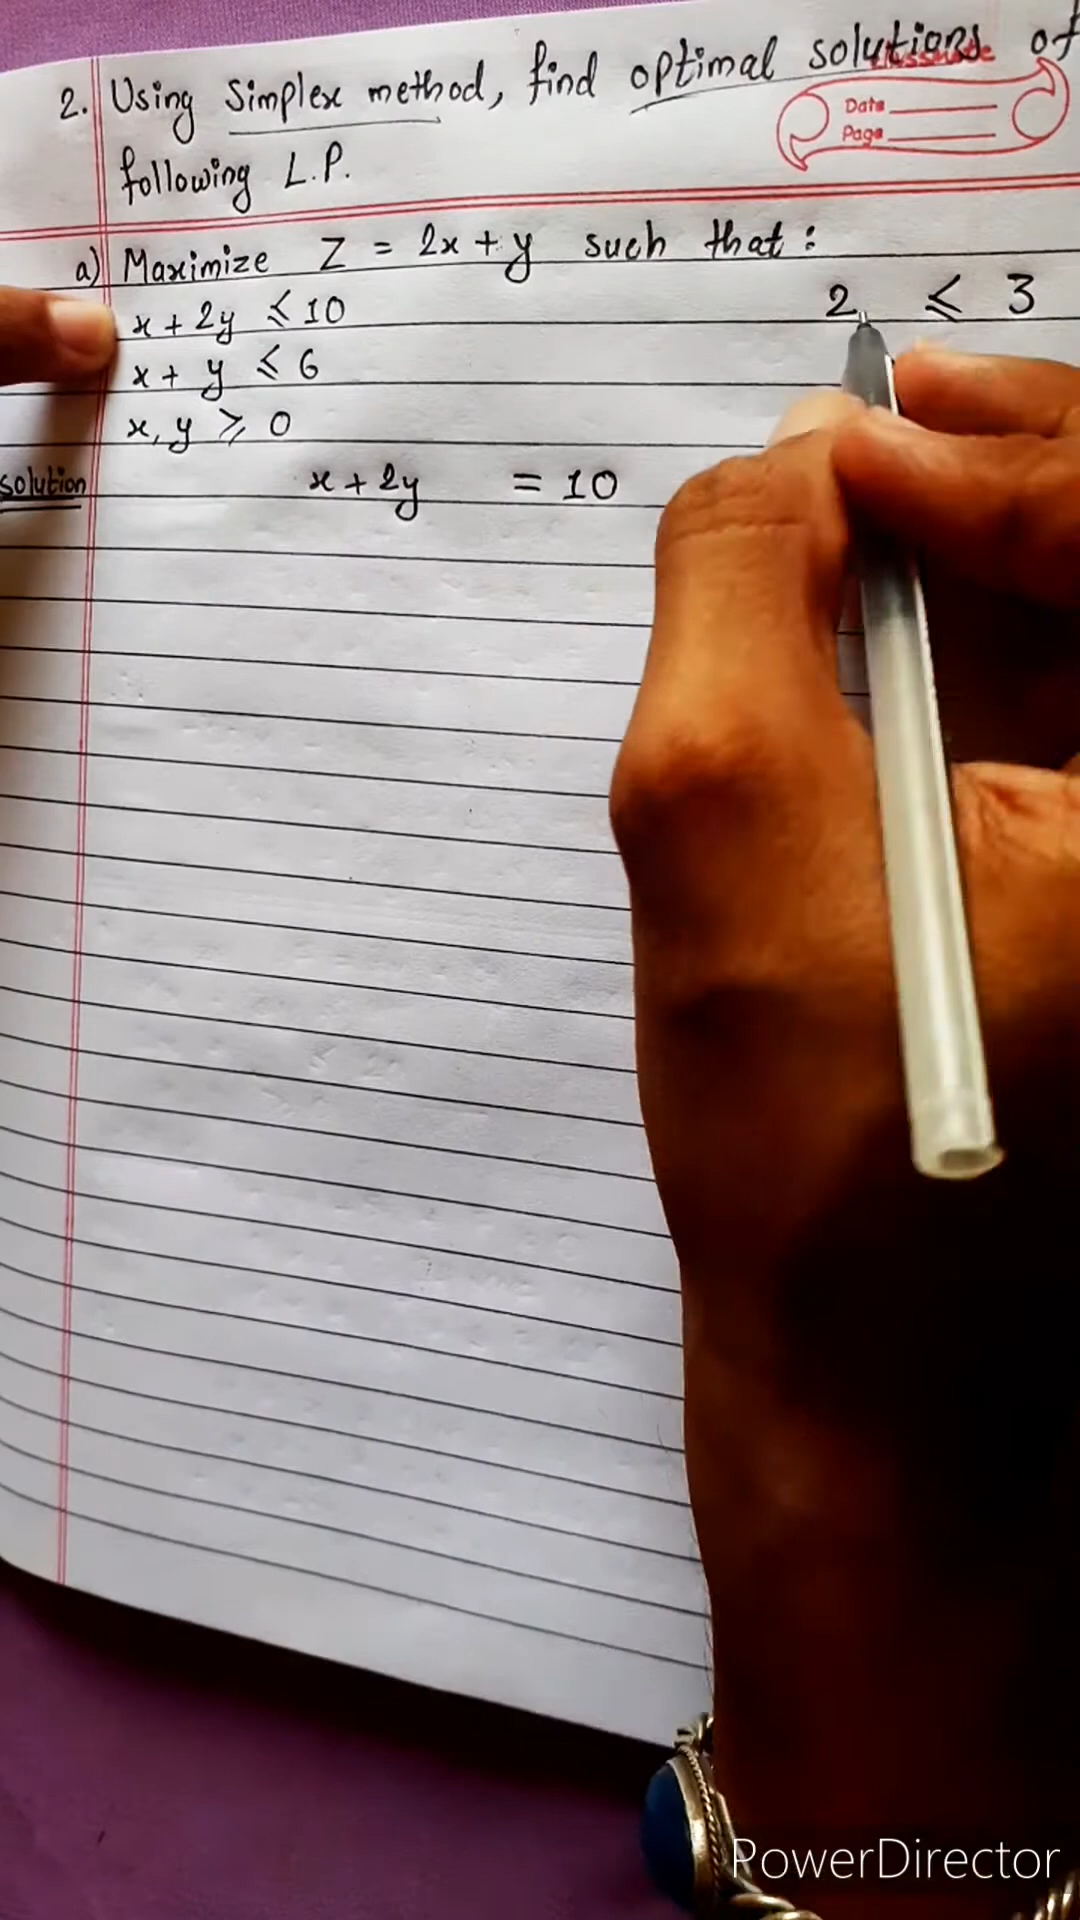 2. Using Simplex method, find optimal solutions of
Date
Page
following L.P.
a) Maximize Z = 2x + y such that :
x + 2y ⩽ 10
2 ⩽ 3
x + y ⩽ 6
x, y ⩾ 0
solution
x + 2y = 10
PowerDirector